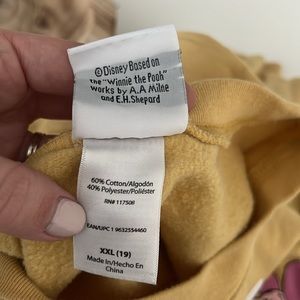 ©Disney Based on
the "Winnie the Pooh"
works by A.A Milne
and E.H.Shepard
60% Cotton/Algodón
40% Polyester/Poliéster
RN# 117508
EAN/UPC 1 9632554460
XXL (19)
Made In/Hecho En
China